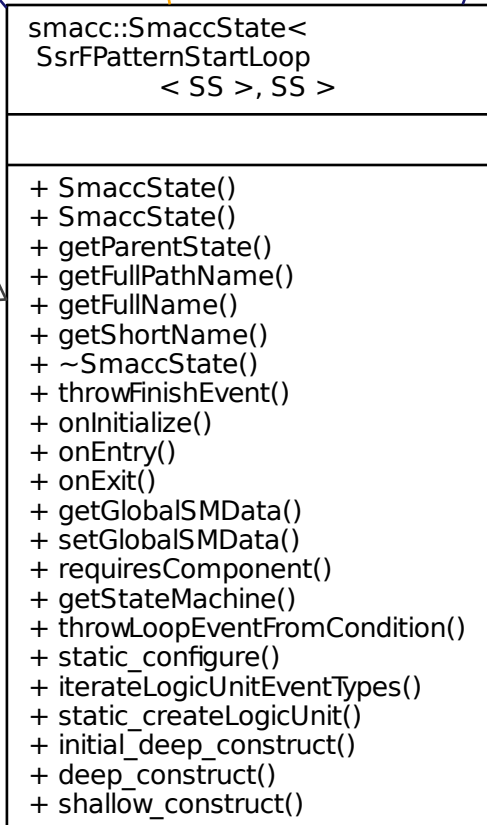 smacc::SmaccState<
SsrFPatternStartLoop
< SS >, SS >
+ SmaccState()
+ SmaccState()
+ getParentState()
+ getFullPathName()
+ getFullName()
+ getShortName()
+ ~SmaccState()
+ throwFinishEvent()
+ onInitialize()
+ onEntry()
+ onExit()
+ getGlobalSMData()
+ setGlobalSMData()
+ requiresComponent()
+ getStateMachine()
+ throwLoopEventFromCondition()
+ static_configure()
+ iterateLogicUnitEventTypes()
+ static_createLogicUnit()
+ initial_deep_construct()
+ deep_construct()
+ shallow_construct()